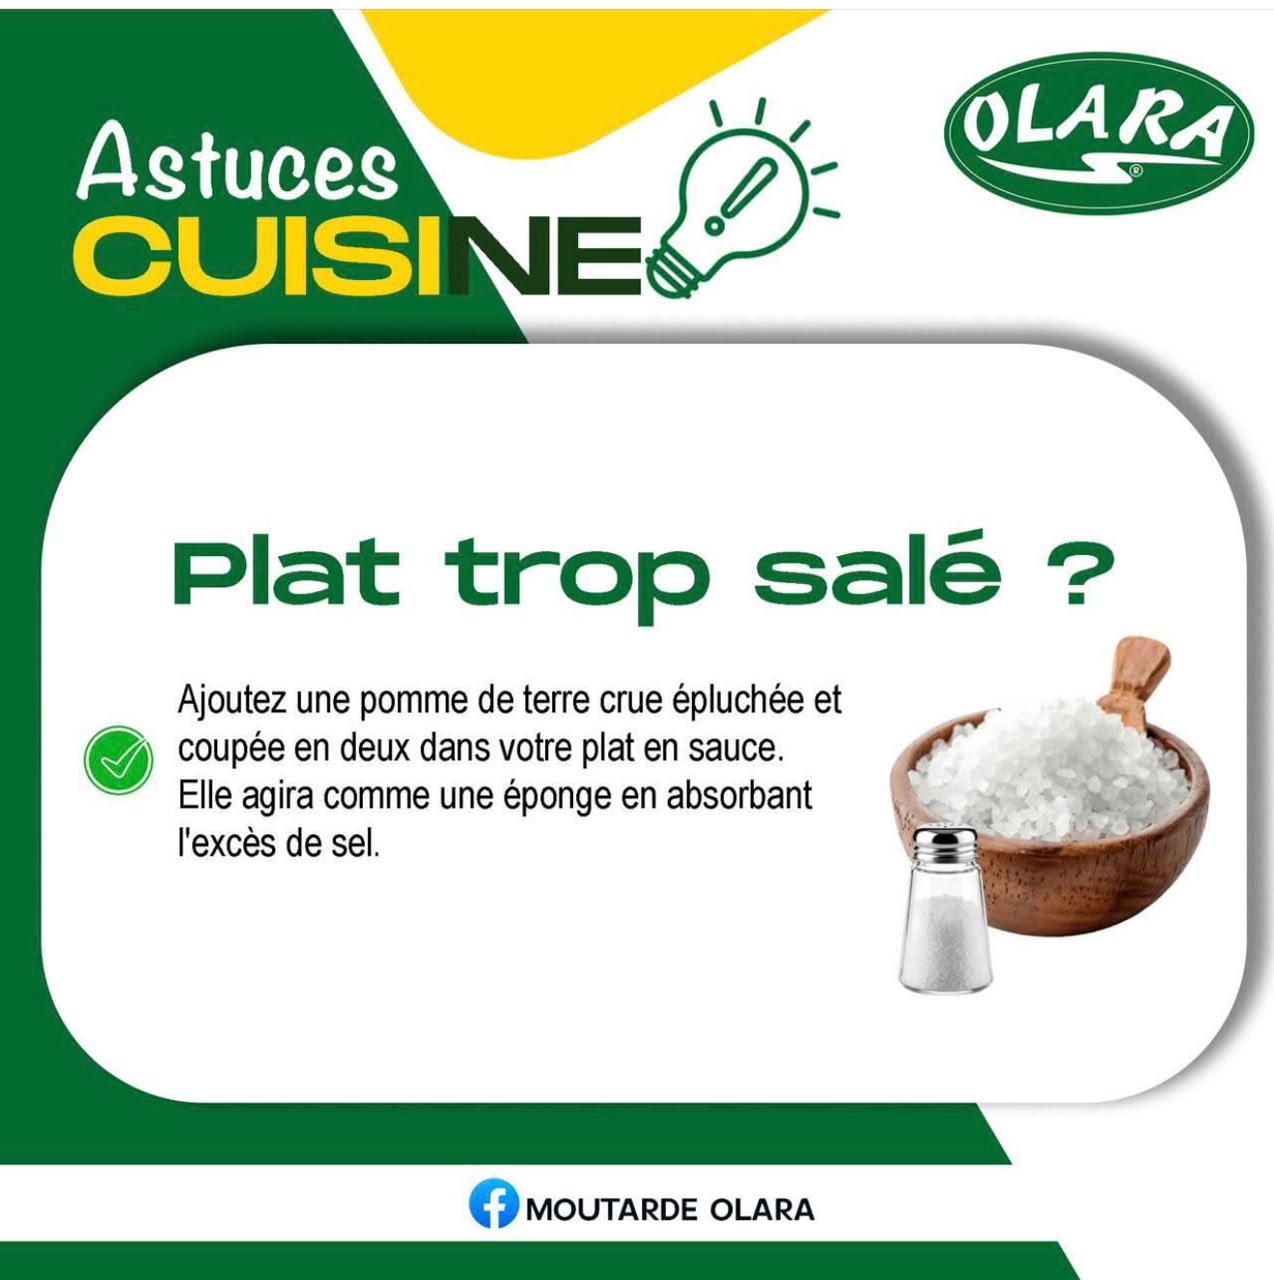 Astuces
CUISINE
OLARA
®
Plat trop salé ?
Ajoutez une pomme de terre crue épluchée et
coupée en deux dans votre plat en sauce.
Elle agira comme une éponge en absorbant
l'excès de sel.
MOUTARDE OLARA